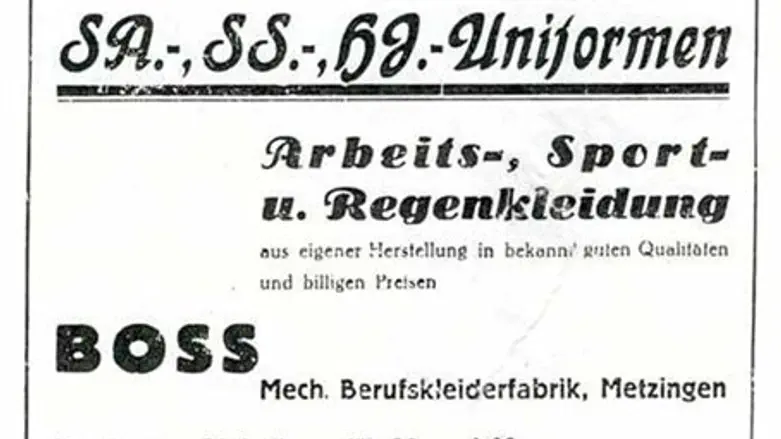 SA.-, SS.-, HJ.-Uniformen
Arbeits-, Sport-
u. Regenkleidung
aus eigener Herstellung in bekannt guten Qualitäten
und billigen Preisen
BOSS
Mech. Berufskleiderfabrik, Metzingen